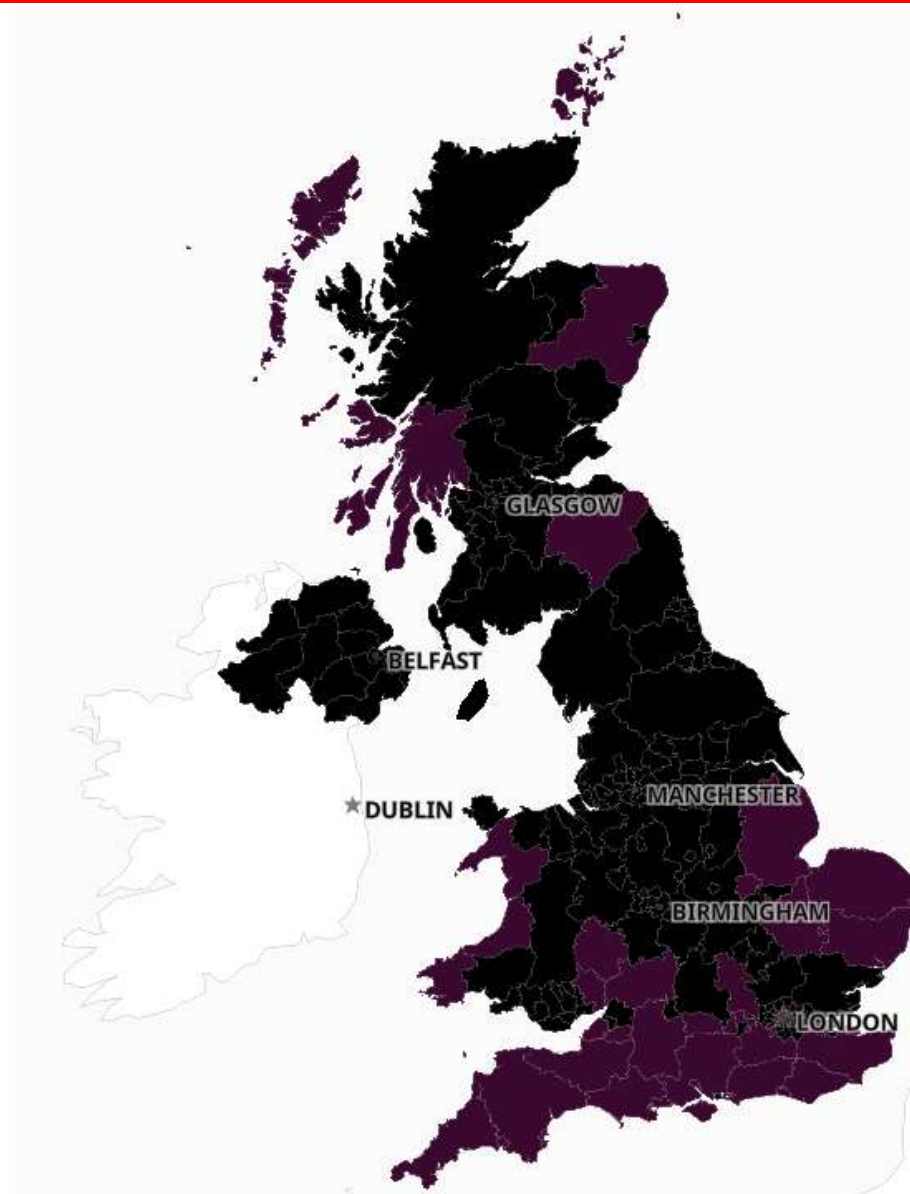 GLASGOW
BELFAST
MANCHESTER
DUBLIN
BIRMINGHAM
LONDON